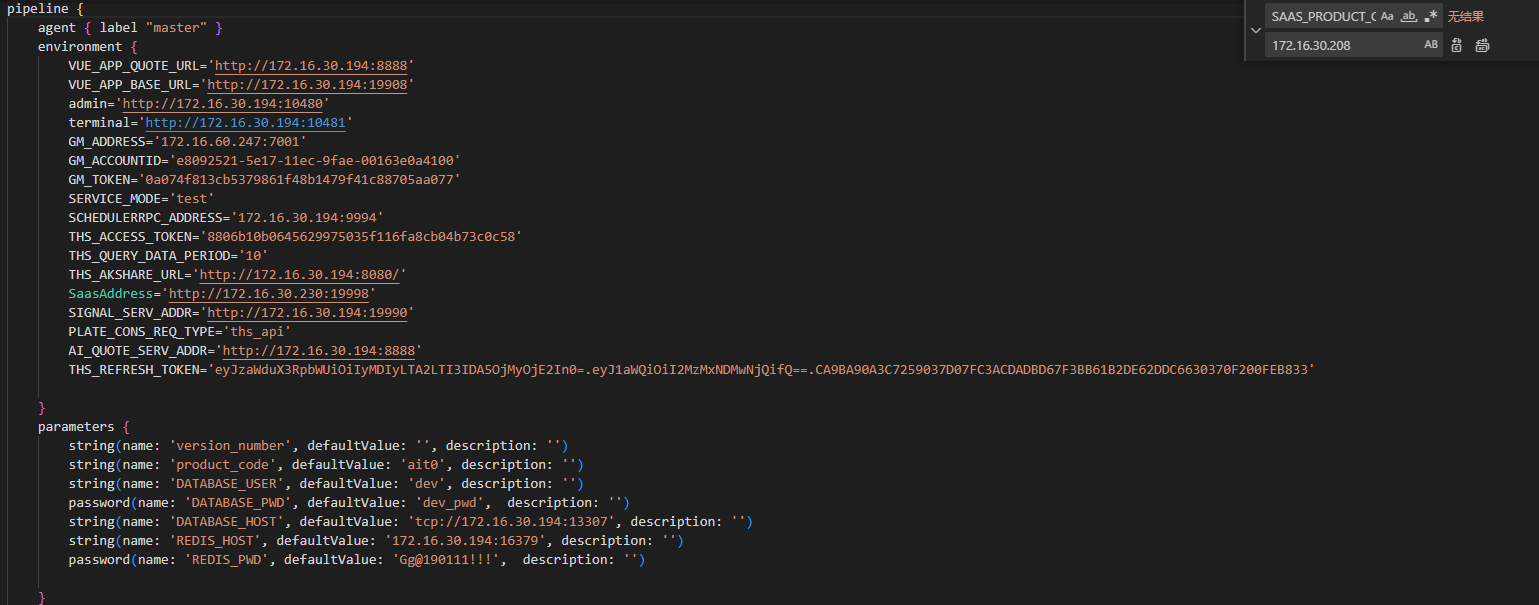 pipeline {
SAAS_PRODUCT_C Aa ab .* 无结果
agent { label "master" }
172.16.30.208 AB
environment {
VUE_APP_QUOTE_URL='http://172.16.30.194:8888'
VUE_APP_BASE_URL='http://172.16.30.194:19908'
admin='http://172.16.30.194:10480'
terminal='http://172.16.30.194:10481'
GM_ADDRESS='172.16.60.247:7001'
GM_ACCOUNTID='e8092521-5e17-11ec-9fae-00163e0a4100'
GM_TOKEN='0a074f813cb5379861f48b1479f41c88705aa077'
SERVICE_MODE='test'
SCHEDULERRPC_ADDRESS='172.16.30.194:9994'
THS_ACCESS_TOKEN='8806b10b0645629975035f116fa8cb04b73c0c58'
THS_QUERY_DATA_PERIOD='10'
THS_AKSHARE_URL='http://172.16.30.194:8080/'
SaasAddress='http://172.16.30.230:19998'
SIGNAL_SERV_ADDR='http://172.16.30.194:19990'
PLATE_CONS_REQ_TYPE='ths_api'
AI_QUOTE_SERV_ADDR='http://172.16.30.194:8888'
THS_REFRESH_TOKEN='eyJzaWduX3RpbWUiOiIyMDIyLTA2LTI3IDA5OjMyOjE2In0=.eyJ1aWQiOiI2MzMxNDMwNjQifQ==.CA9BA90A3C7259037D07FC3ACDADBD67F3BB61B2DE62DDC6630370F200FEB833'
}
parameters {
string(name: 'version_number', defaultValue: '', description: '')
string(name: 'product_code', defaultValue: 'ait0', description: '')
string(name: 'DATABASE_USER', defaultValue: 'dev', description: '')
password(name: 'DATABASE_PWD', defaultValue: 'dev_pwd',  description: '')
string(name: 'DATABASE_HOST', defaultValue: 'tcp://172.16.30.194:13307', description: '')
string(name: 'REDIS_HOST', defaultValue: '172.16.30.194:16379', description: '')
password(name: 'REDIS_PWD', defaultValue: 'Gg@190111!!!',  description: '')
}